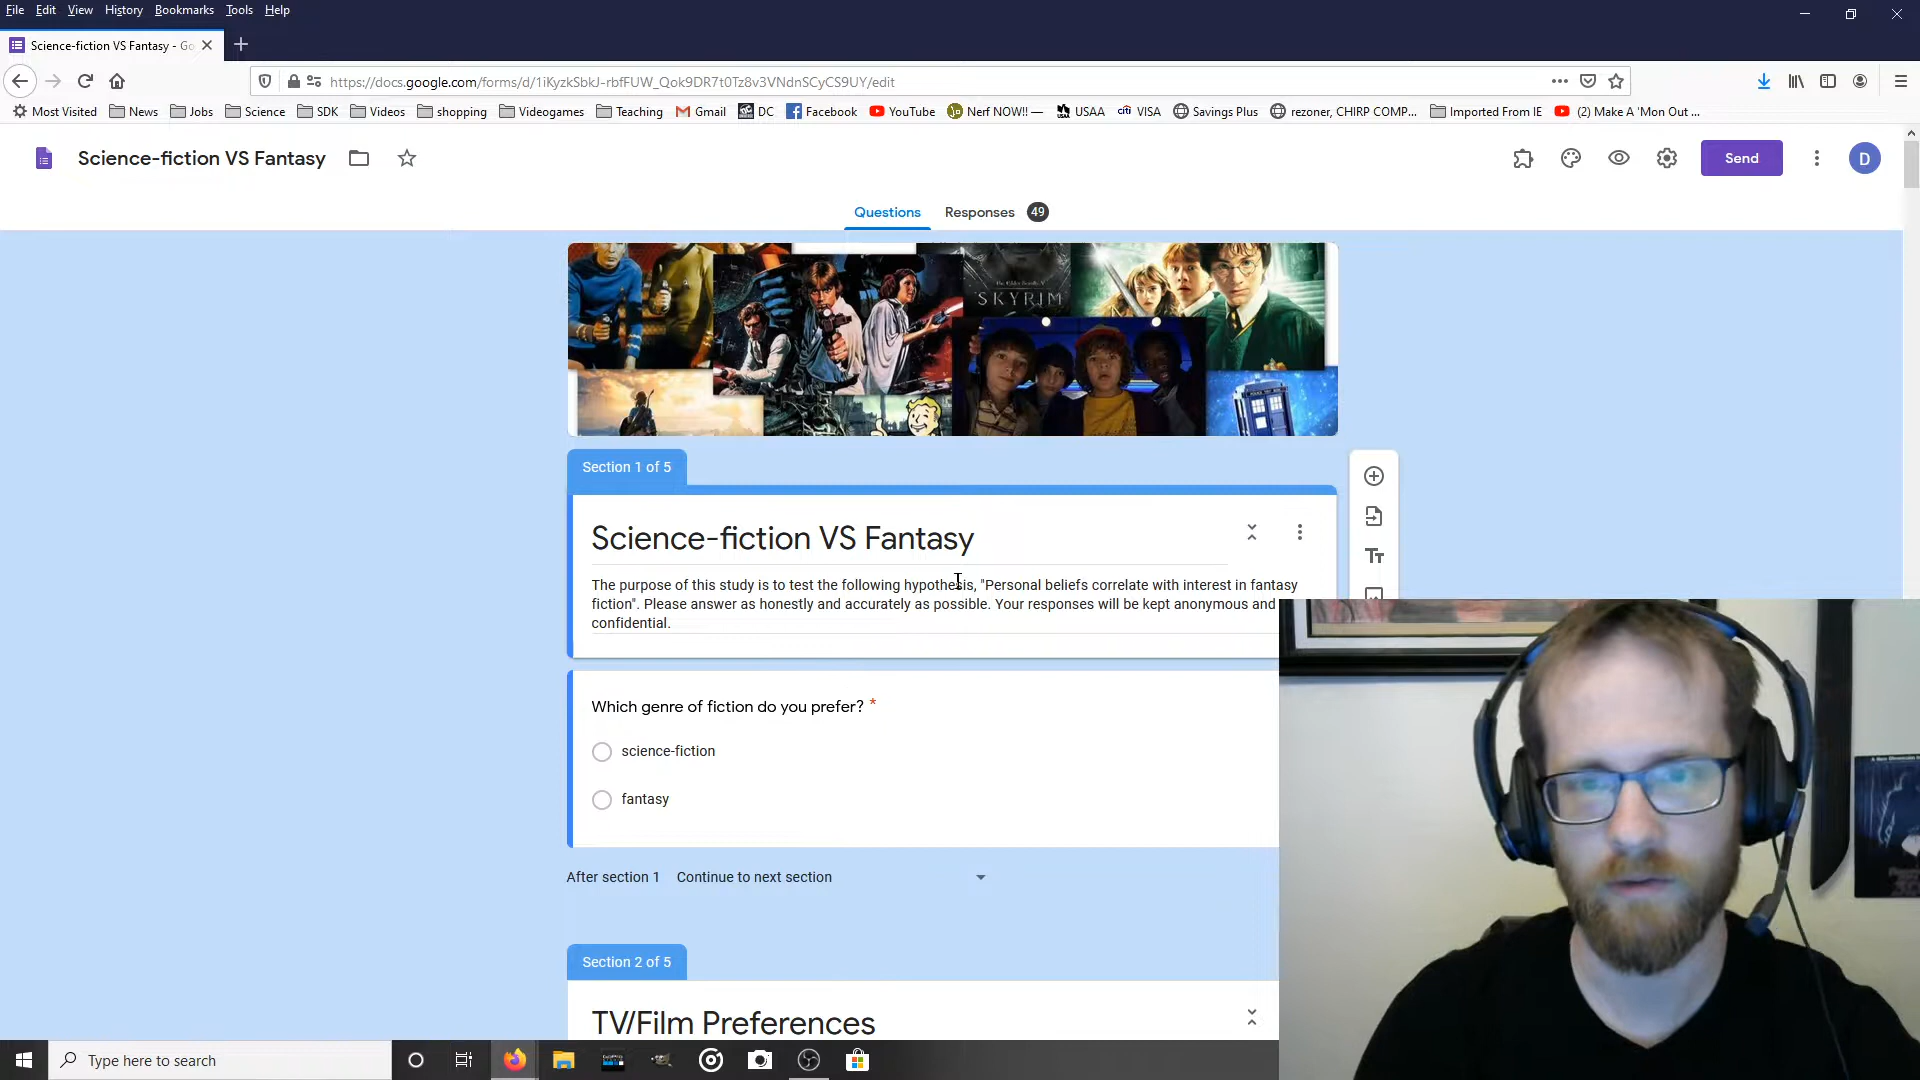 File Edit View History Bookmarks Tools Help
Science-fiction VS Fantasy - Go
https://docs.google.com/forms/d/1iKyzkSbkJ-rbfFUW_Qok9DR7t0Tz8v3VNdnSCyCS9UY/edit
Most Visited News Jobs Science SDK Videos shopping Videogames Teaching Gmail DC Facebook YouTube Nerf NOW!! — USAA citi VISA Savings Plus rezoner, CHIRP COMP... Imported From IE (2) Make A 'Mon Out ...
Science-fiction VS Fantasy
Send
D
Questions Responses 49
SKYRIM
Section 1 of 5
Science-fiction VS Fantasy
The purpose of this study is to test the following hypothesis, "Personal beliefs correlate with interest in fantasy
fiction". Please answer as honestly and accurately as possible. Your responses will be kept anonymous and
confidential.
Which genre of fiction do you prefer? *
science-fiction
fantasy
After section 1 Continue to next section
Section 2 of 5
TV/Film Preferences
Type here to search